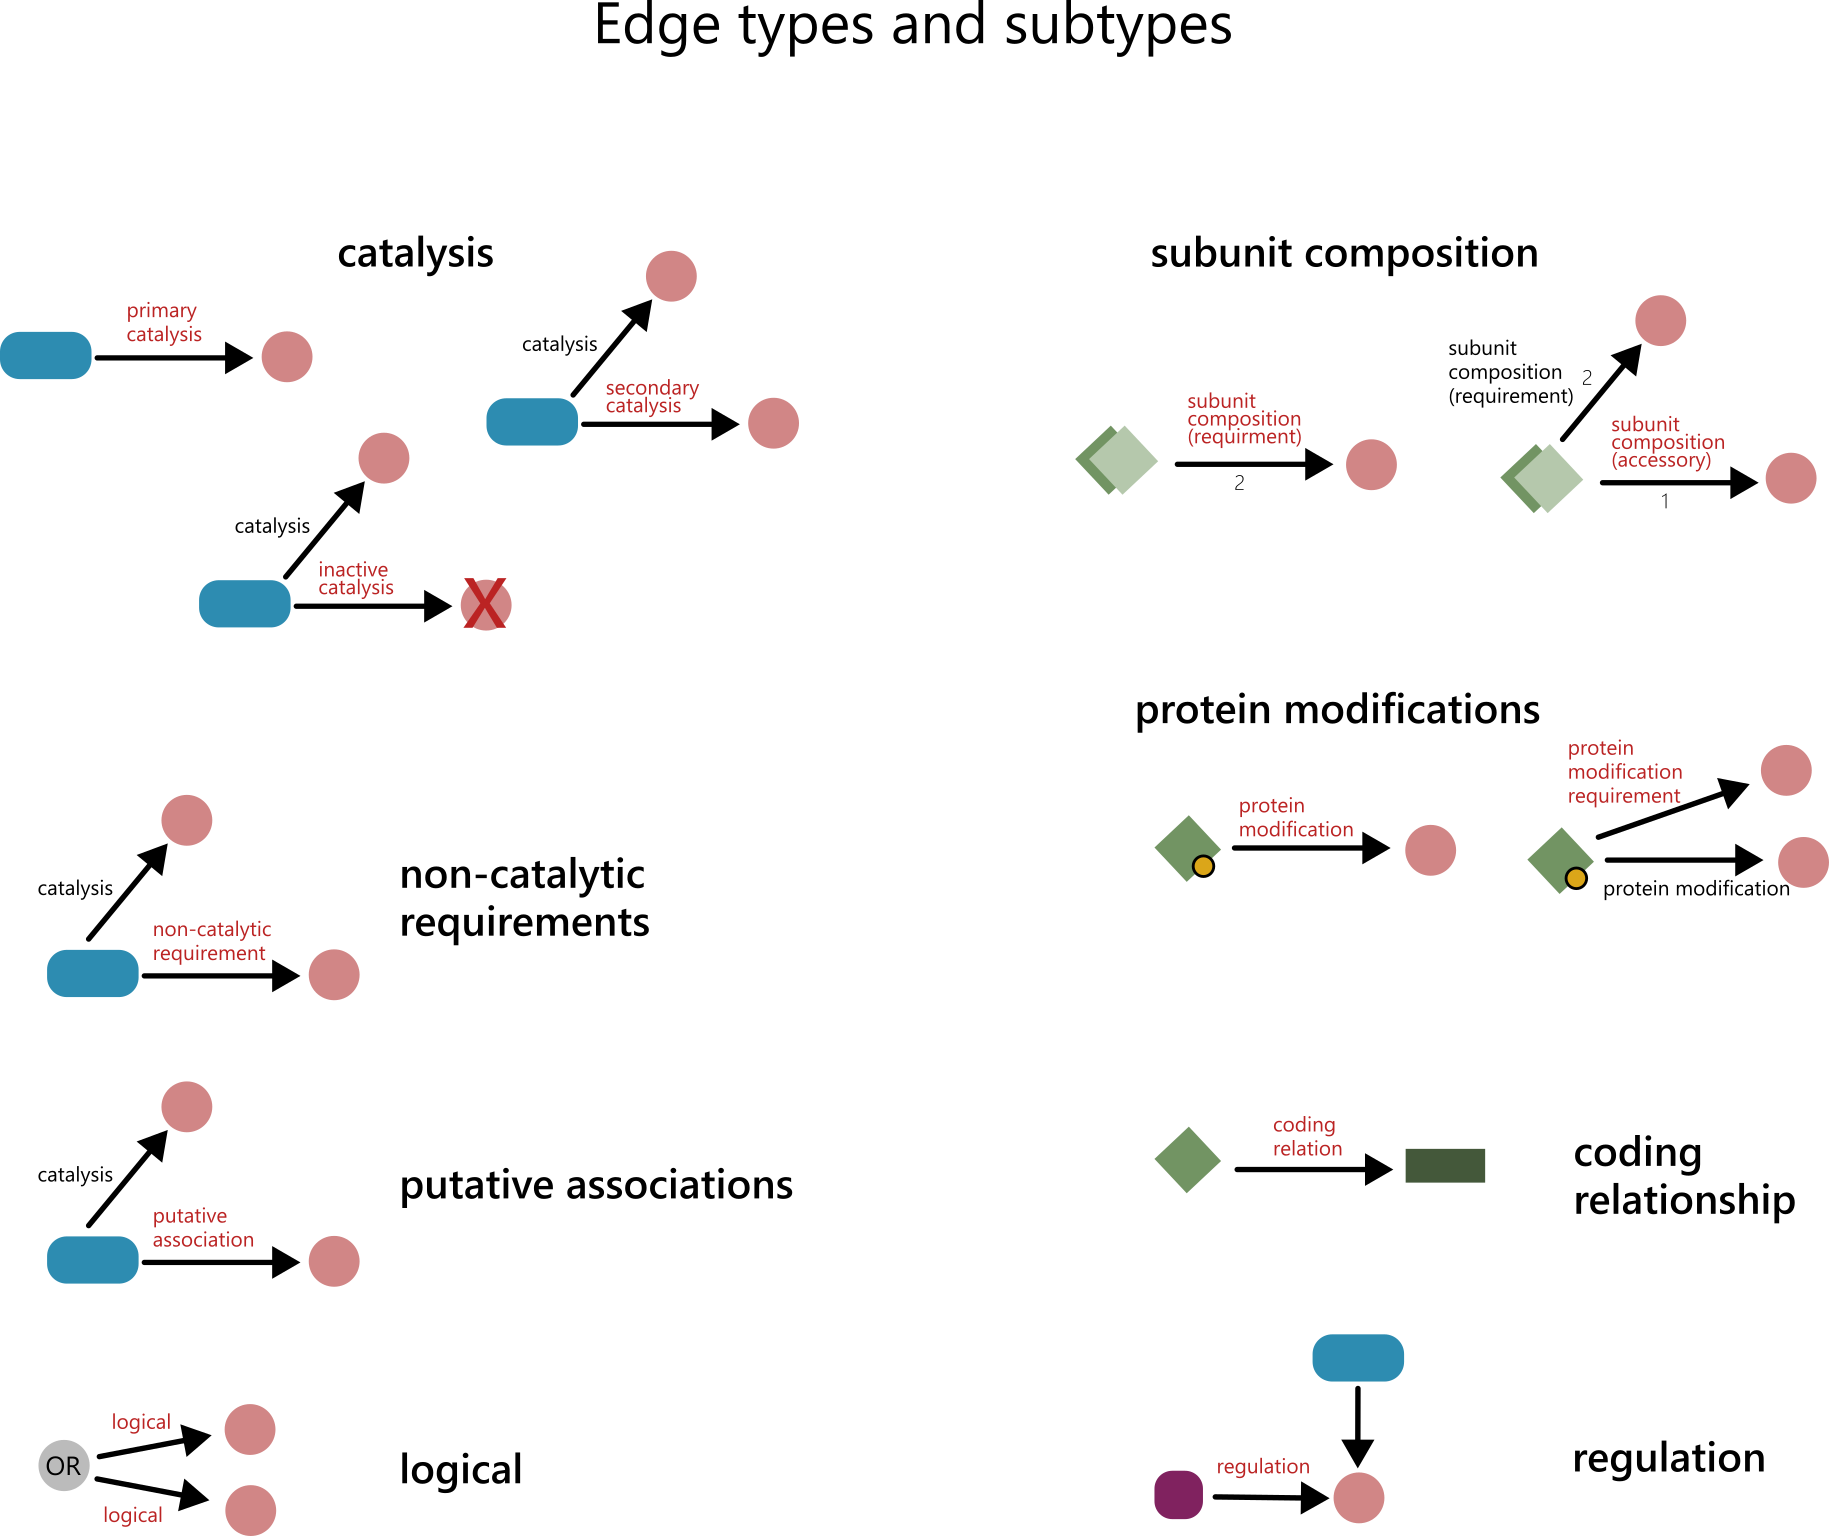 Edge types and subtypes
catalysis
primary
catalysis
catalysis
secondary
catalysis
catalysis
inactive
catalysis
X
subunit composition
subunit
composition
(requirment)
2
subunit
composition
(requirement)
2
subunit
composition
(accessory)
1
protein modifications
protein
modification
protein
modification
requirement
protein modification
catalysis
non-catalytic
requirement
non-catalytic
requirements
coding
relation
coding
relationship
catalysis
putative
association
putative associations
OR
logical
logical
logical
regulation
regulation